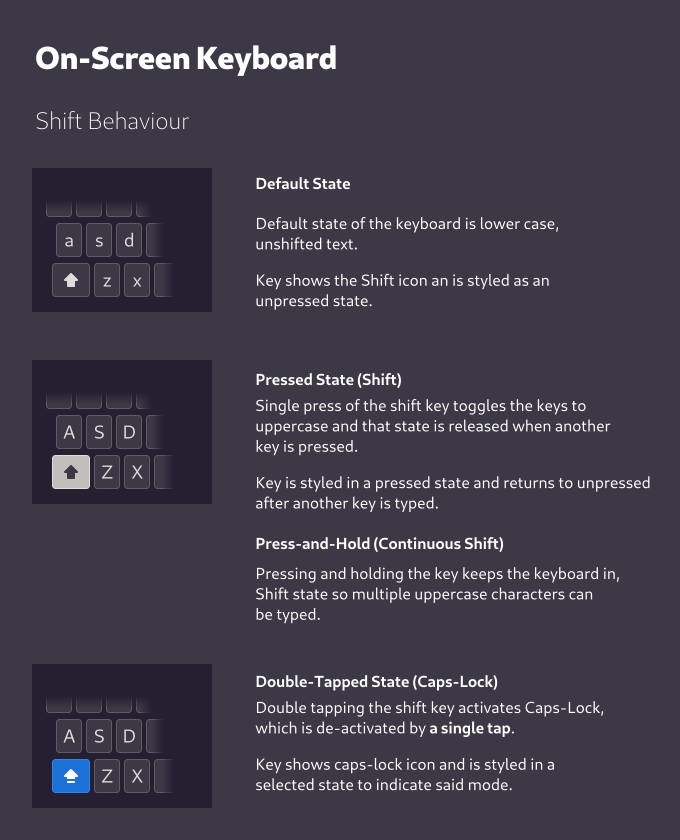 On-Screen Keyboard
Shift Behaviour
a s d
z x
Default State
Default state of the keyboard is lower case,
unshifted text.
Key shows the Shift icon an is styled as an
unpressed state.
A S D
Z X
Pressed State (Shift)
Single press of the shift key toggles the keys to
uppercase and that state is released when another
key is pressed.
Key is styled in a pressed state and returns to unpressed
after another key is typed.
Press-and-Hold (Continuous Shift)
Pressing and holding the key keeps the keyboard in,
Shift state so multiple uppercase characters can
be typed.
A S D
Z X
Double-Tapped State (Caps-Lock)
Double tapping the shift key activates Caps-Lock,
which is de-activated by a single tap.
Key shows caps-lock icon and is styled in a
selected state to indicate said mode.